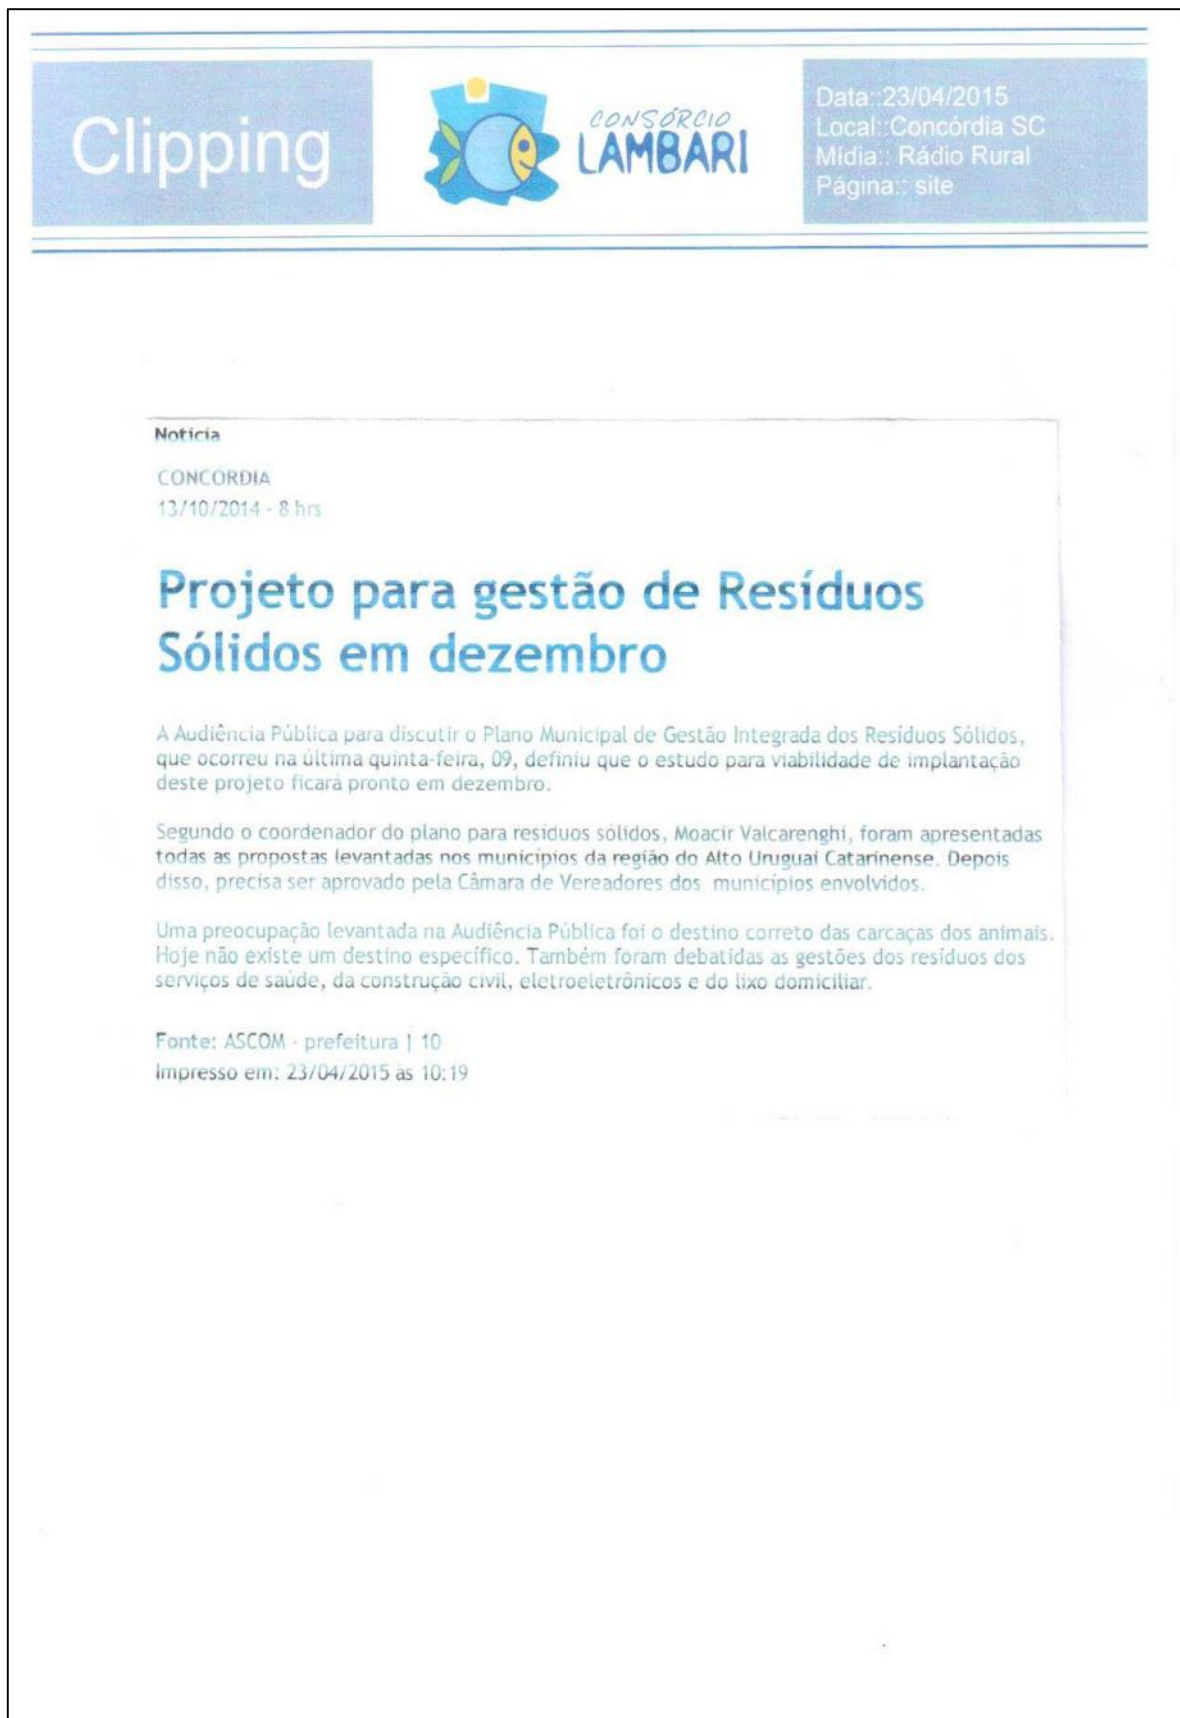 Clipping
CONSÓRCIO
LAMBARI
Data::23/04/2015
Local::Concórdia SC
Mídia:: Rádio Rural
Página:: site
Notícia
CONCÓRDIA
13/10/2014 - 8 hrs
Projeto para gestão de Resíduos
Sólidos em dezembro
A Audiência Pública para discutir o Plano Municipal de Gestão Integrada dos Resíduos Sólidos,
que ocorreu na última quinta-feira, 09, definiu que o estudo para viabilidade de implantação
deste projeto ficará pronto em dezembro.
Segundo o coordenador do plano para resíduos sólidos, Moacir Valcarenghi, foram apresentadas
todas as propostas levantadas nos municípios da região do Alto Uruguai Catarinense. Depois
disso, precisa ser aprovado pela Câmara de Vereadores dos municípios envolvidos.
Uma preocupação levantada na Audiência Pública foi o destino correto das carcaças dos animais.
Hoje não existe um destino específico. Também foram debatidas as gestões dos resíduos dos
serviços de saúde, da construção civil, eletroeletrônicos e do lixo domiciliar.
Fonte: ASCOM - prefeitura | 10
Impresso em: 23/04/2015 às 10:19